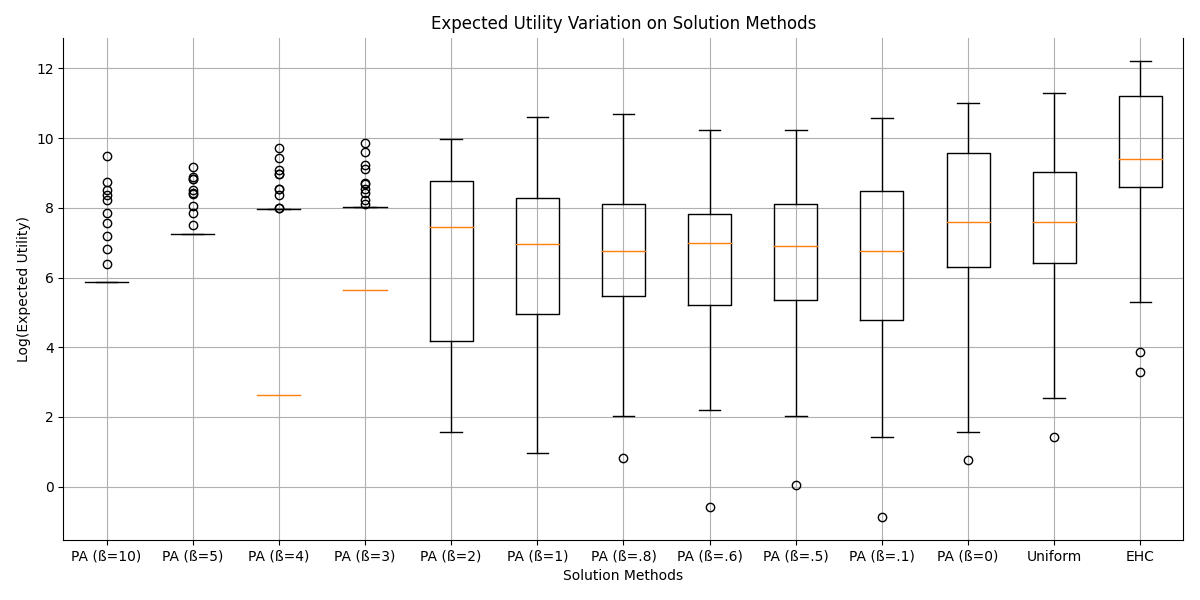 Expected Utility Variation on Solution Methods
Log(Expected Utility)
12
10
8
6
4
2
0
PA (ß=10) PA (ß=5) PA (ß=4) PA (ß=3) PA (ß=2) PA (ß=1) PA (ß=.8) PA (ß=.6) PA (ß=.5) PA (ß=.1) PA (ß=0) Uniform EHC
Solution Methods